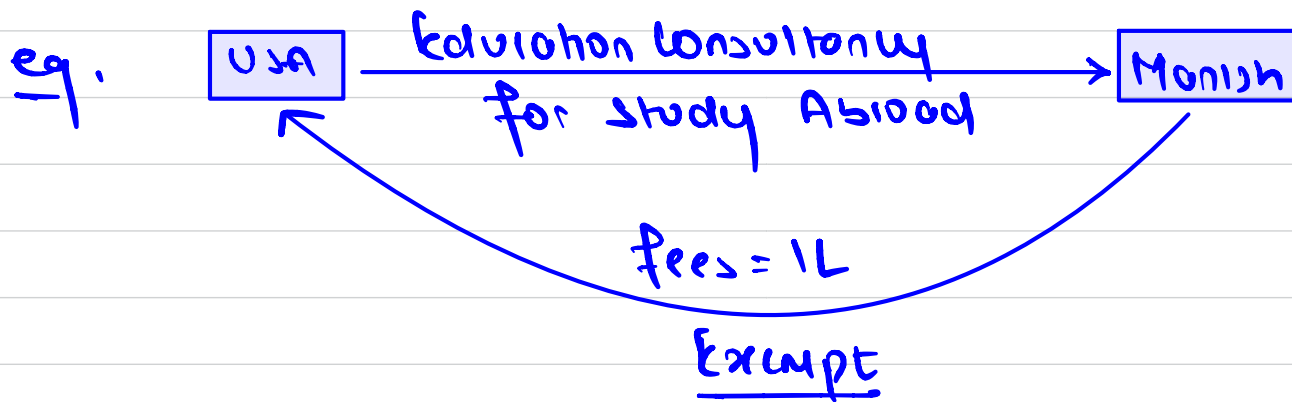 eg.
USA
Education Consultancy
for Study Abroad
Manish
fees = 1L
Exempt